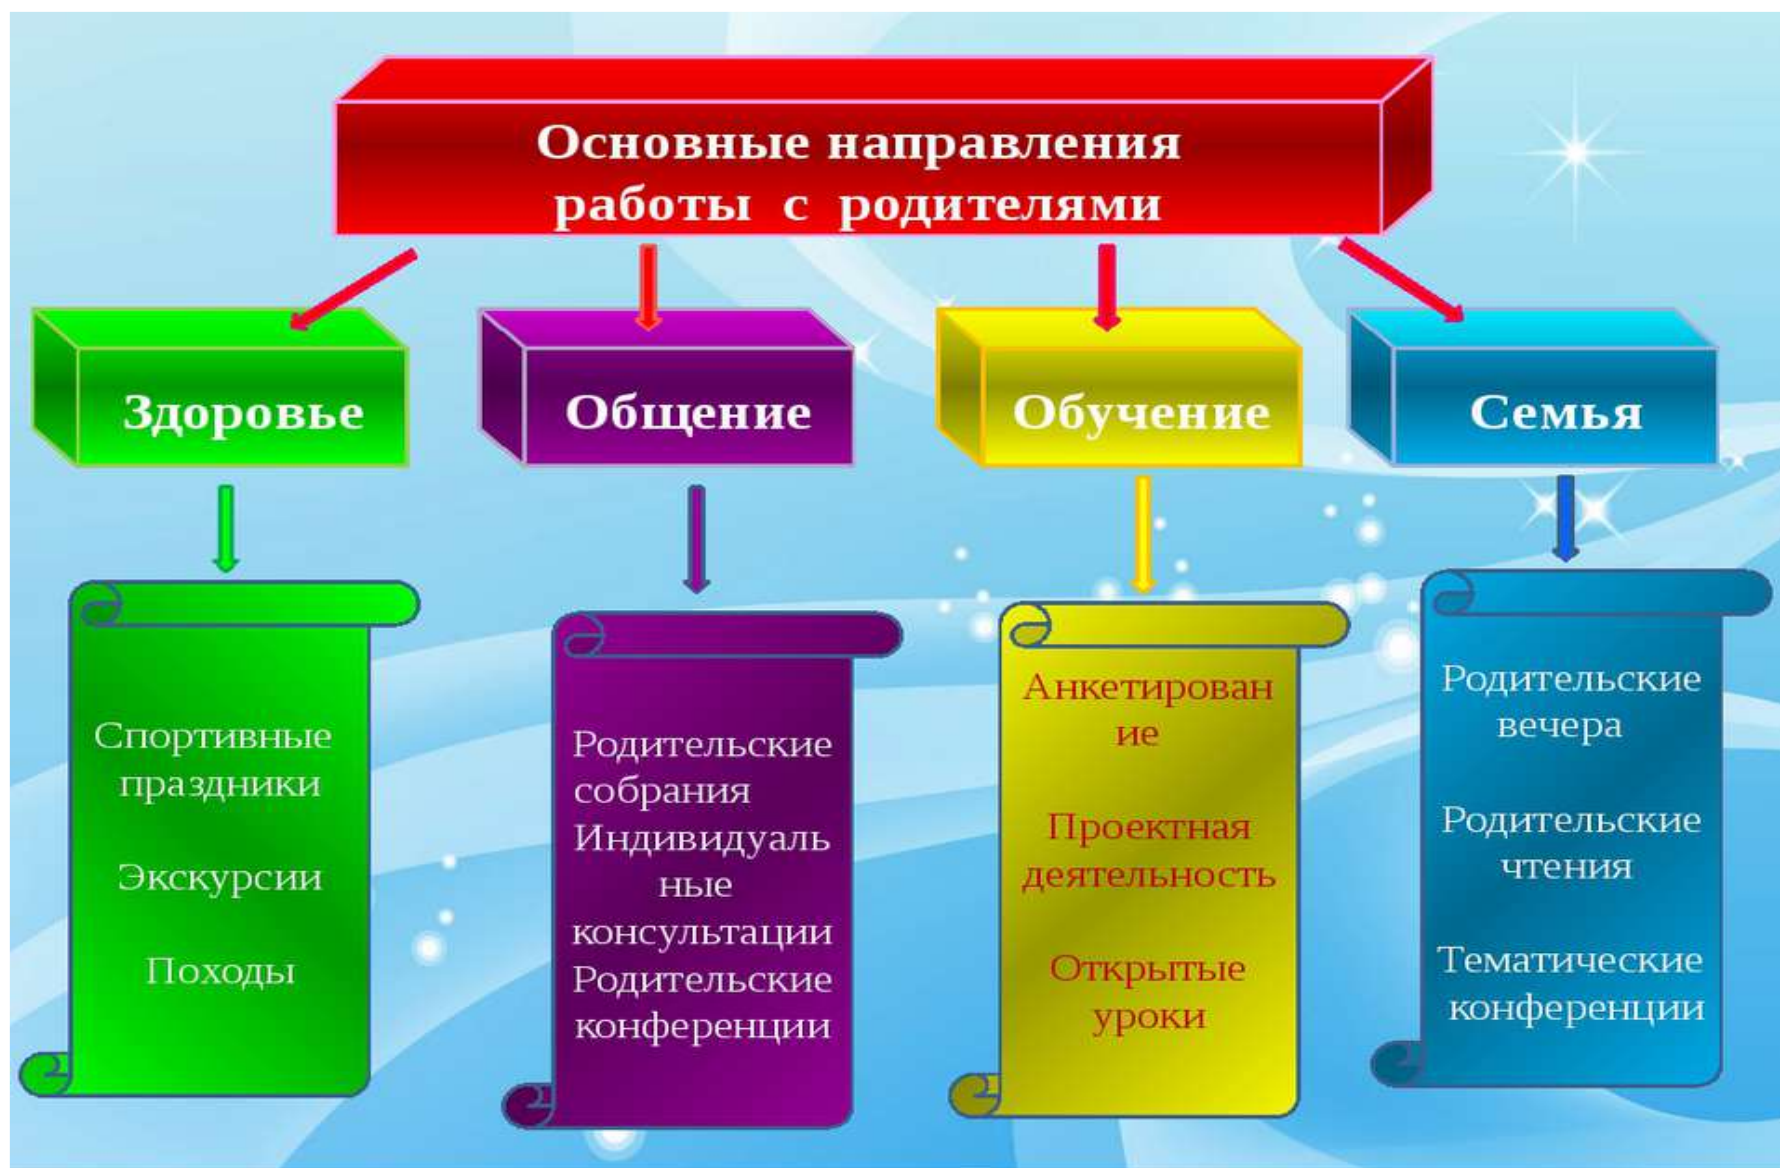 Основные направления
работы с родителями
Здоровье
Общение
Обучение
Семья
Спортивные
праздники
Экскурсии
Походы
Родительские
собрания
Индивидуаль
ные
консультации
Родительские
конференции
Анкетирован
ие
Проектная
деятельность
Открытые
уроки
Родительские
вечера
Родительские
чтения
Тематические
конференции